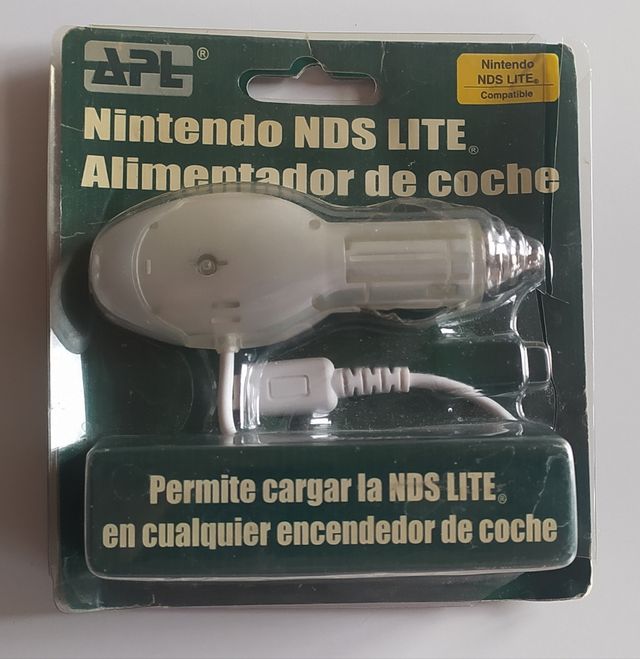 APL®
Nintendo
NDS LITE®
Compatible
Nintendo NDS LITE®
Alimentador de coche
Permite cargar la NDS LITE®
en cualquier encendedor de coche